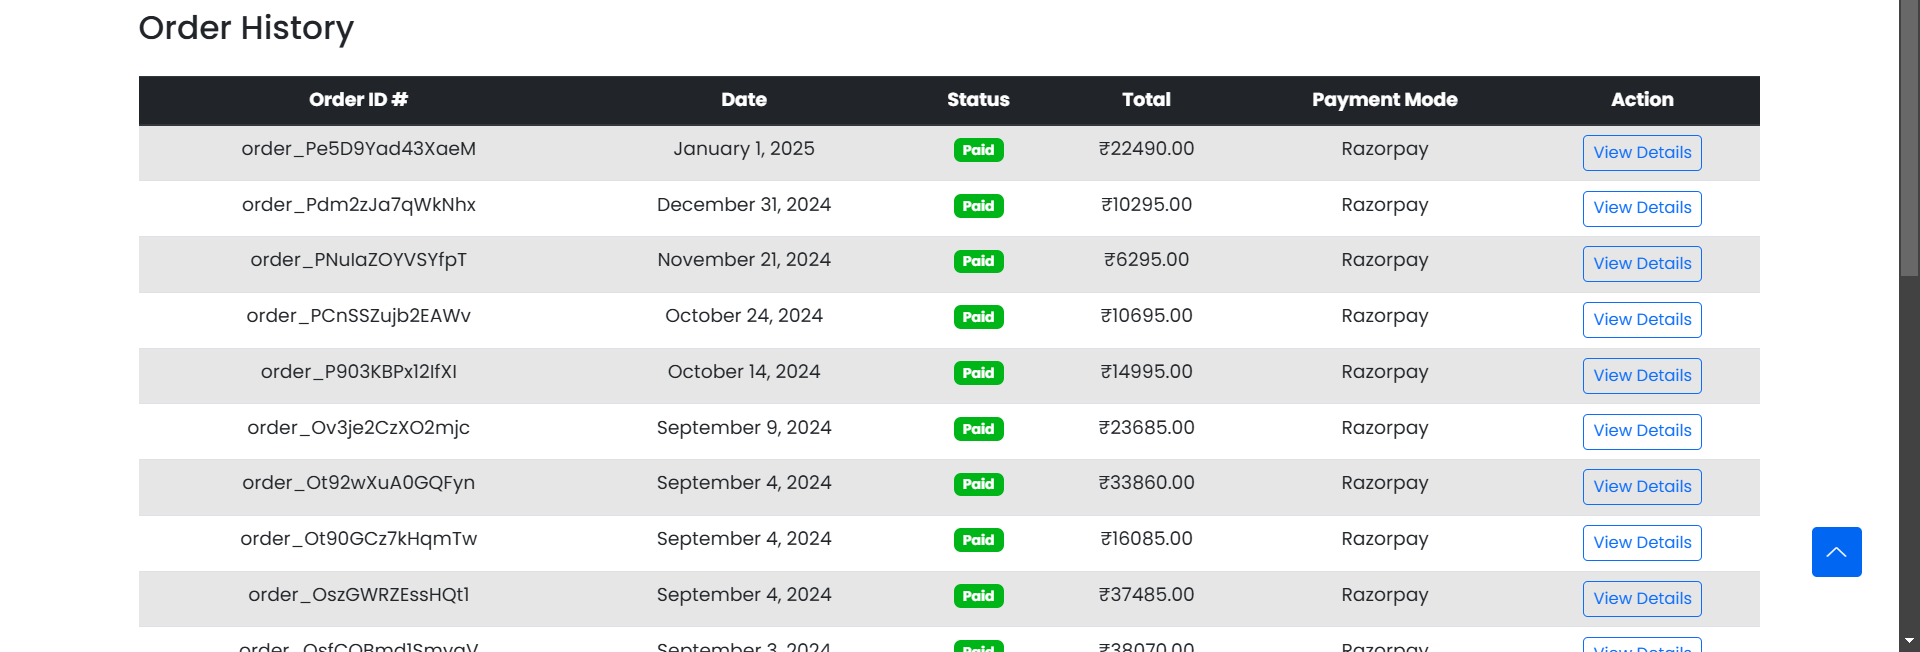 Order History
Order ID # Date Status Total Payment Mode Action
order_Pe5D9Yad43XaeM January 1, 2025 Paid ₹22490.00 Razorpay View Details
order_Pdm2zJa7qWkNhx December 31, 2024 Paid ₹10295.00 Razorpay View Details
order_PNuIaZOYVSYfpT November 21, 2024 Paid ₹6295.00 Razorpay View Details
order_PCnSSZujb2EAWv October 24, 2024 Paid ₹10695.00 Razorpay View Details
order_P903KBPx12IfXI October 14, 2024 Paid ₹14995.00 Razorpay View Details
order_Ov3je2CzXO2mjc September 9, 2024 Paid ₹23685.00 Razorpay View Details
order_Ot92wXuA0GQFyn September 4, 2024 Paid ₹33860.00 Razorpay View Details
order_Ot90GCz7kHqmTw September 4, 2024 Paid ₹16085.00 Razorpay View Details
order_OszGWRZEssHQt1 September 4, 2024 Paid ₹37485.00 Razorpay View Details
September 3, 2024 Paid ₹38070.00 Razorpay View Details